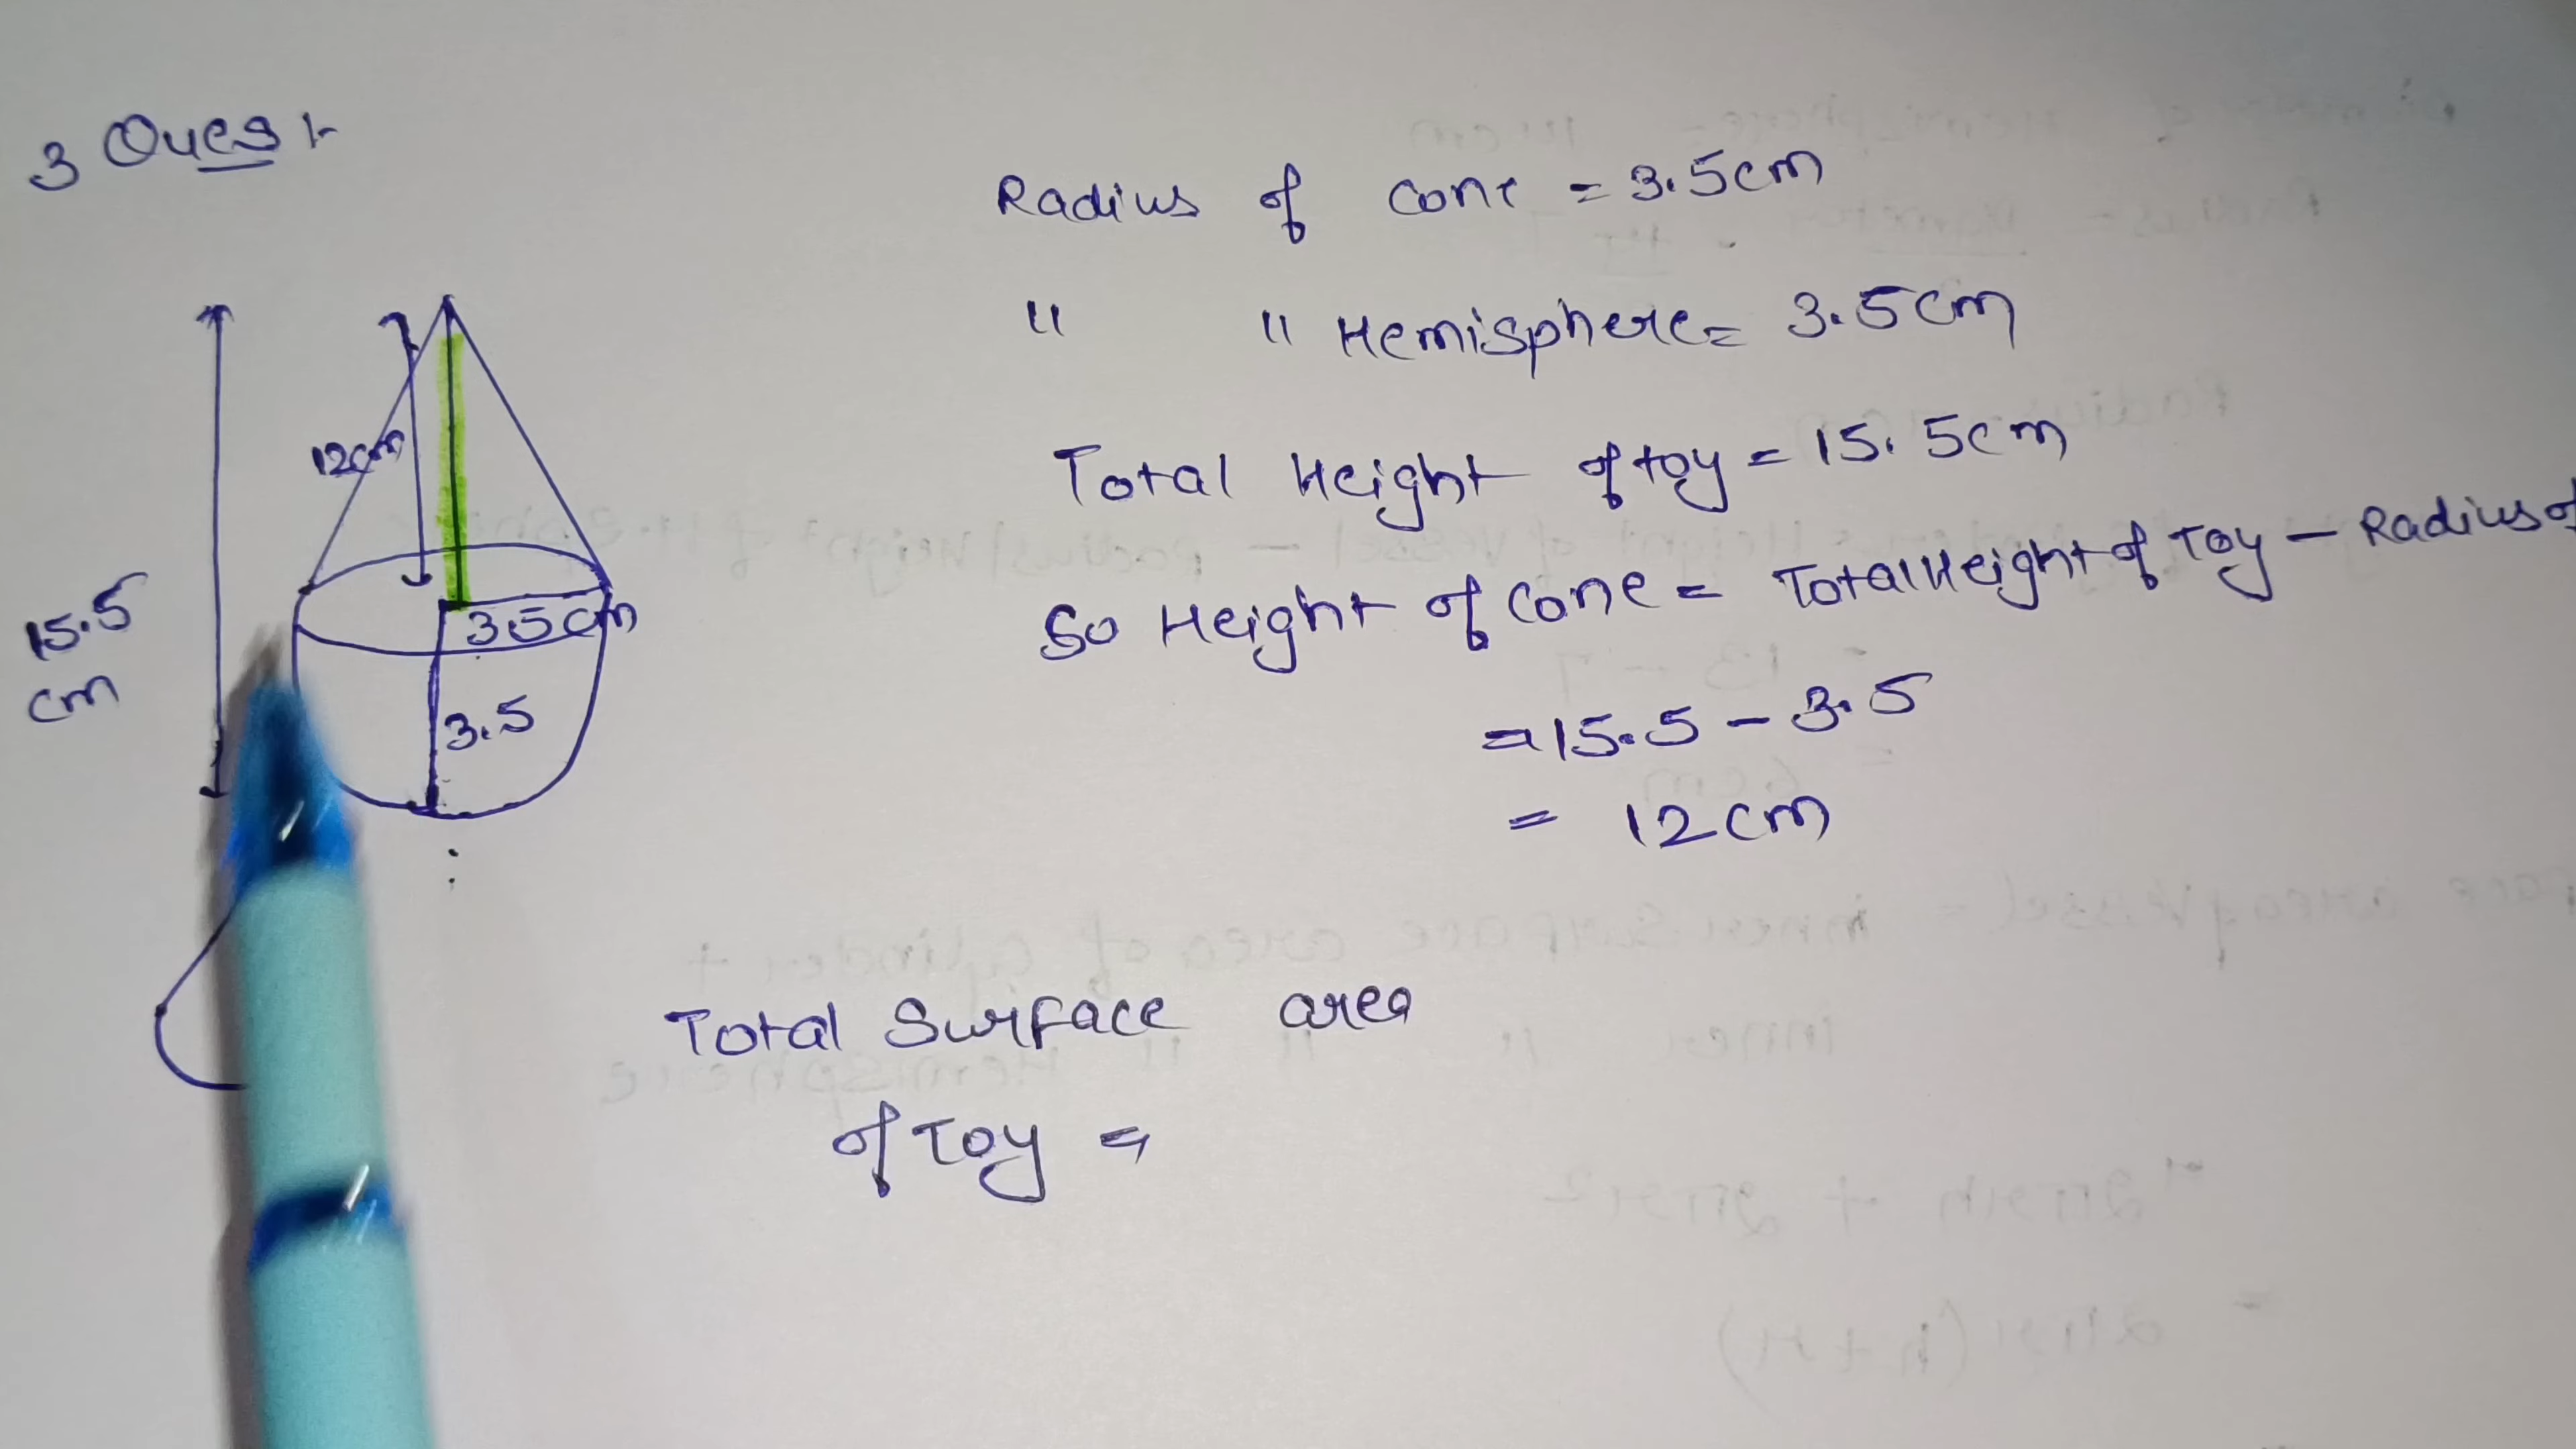 3 Ques:-
Radius of cone = 3.5cm
" " Hemisphere = 3.5cm
Total Height of toy = 15.5cm
So Height of cone = Total Height of Toy - Radius of
= 15.5 - 3.5
= 12cm
12cm
15.5
cm
3.5cm
3.5
Total Surface area
of Toy =